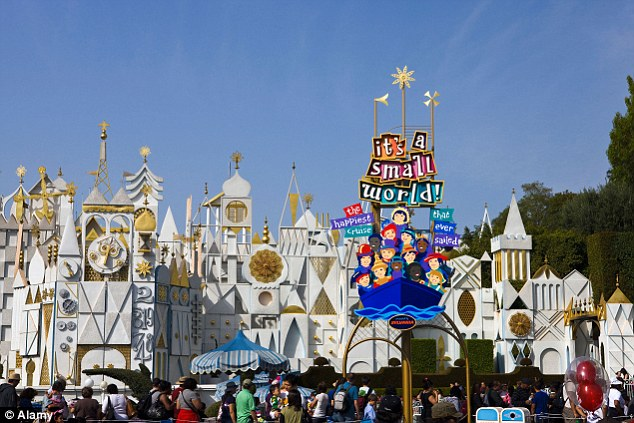 it's a
small
world!
the
happiest
cruise
that
ever
sailed
© Alamy